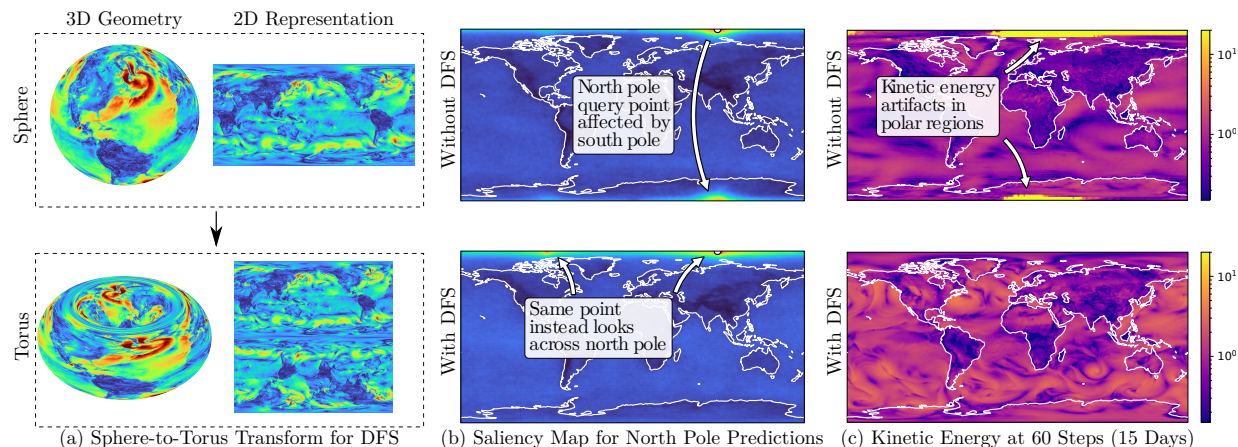 3D Geometry
2D Representation
Sphere
Torus
(a) Sphere-to-Torus Transform for DFS
Without DFS
North pole
query point
affected by
south pole
With DFS
Same point
instead looks
across north pole
(b) Saliency Map for North Pole Predictions
Without DFS
Kinetic energy
artifacts in
polar regions
10¹
10⁰
With DFS
10¹
10⁰
(c) Kinetic Energy at 60 Steps (15 Days)